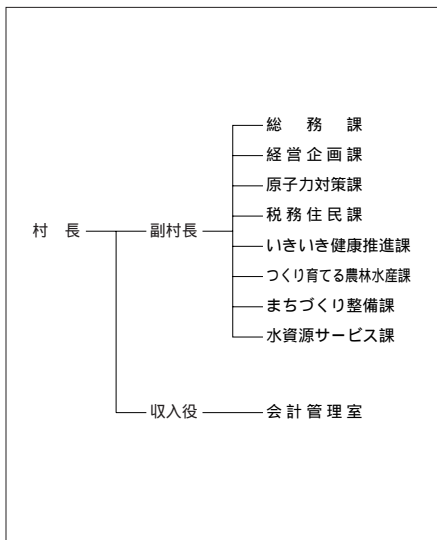 総務課
経営企画課
原子力対策課
税務住民課
村長 副村長 いきいき健康推進課
つくり育てる農林水産課
まちづくり整備課
水資源サービス課
収入役 会計管理室